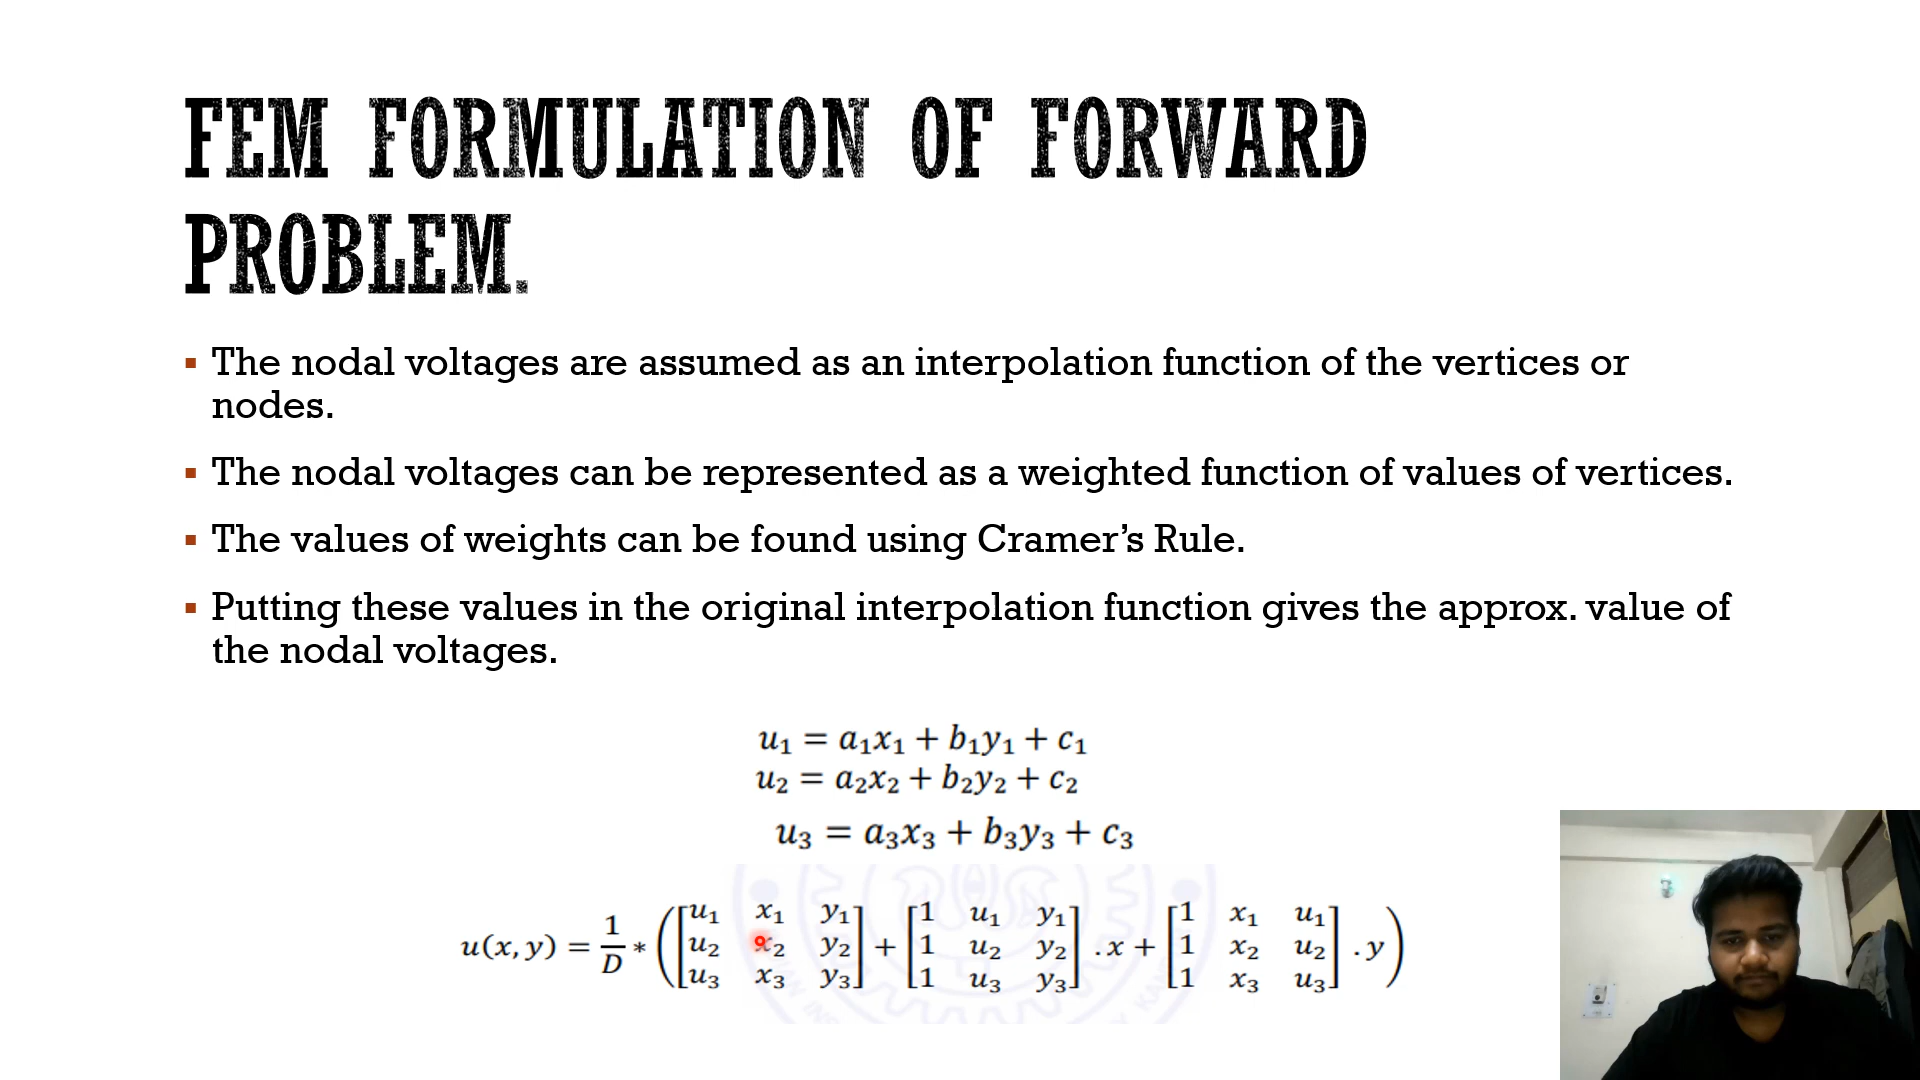 FEM FORMULATION OF FORWARD
PROBLEM.
▪ The nodal voltages are assumed as an interpolation function of the vertices or
nodes.
▪ The nodal voltages can be represented as a weighted function of values of vertices.
▪ The values of weights can be found using Cramer’s Rule.
▪ Putting these values in the original interpolation function gives the approx. value of
the nodal voltages.
u₁ = a₁x₁ + b₁y₁ + c₁
u₂ = a₂x₂ + b₂y₂ + c₂
u₃ = a₃x₃ + b₃y₃ + c₃
u(x, y) = 1/D * ([u₁ x₁ y₁; u₂ x₂ y₂; u₃ x₃ y₃] + [1 u₁ y₁; 1 u₂ y₂; 1 u₃ y₃] . x + [1 x₁ u₁; 1 x₂ u₂; 1 x₃ u₃] . y)